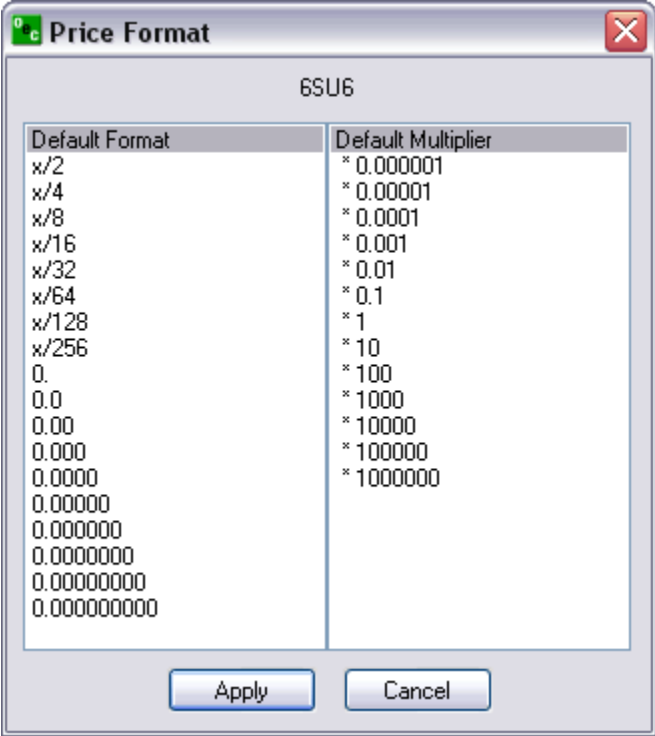 Oec Price Format
6SU6
Default Format
x/2
x/4
x/8
x/16
x/32
x/64
x/128
x/256
0.
0.0
0.00
0.000
0.0000
0.00000
0.000000
0.0000000
0.00000000
0.000000000
Default Multiplier
* 0.000001
* 0.00001
* 0.0001
* 0.001
* 0.01
* 0.1
* 1
* 10
* 100
* 1000
* 10000
* 100000
* 1000000
Apply Cancel